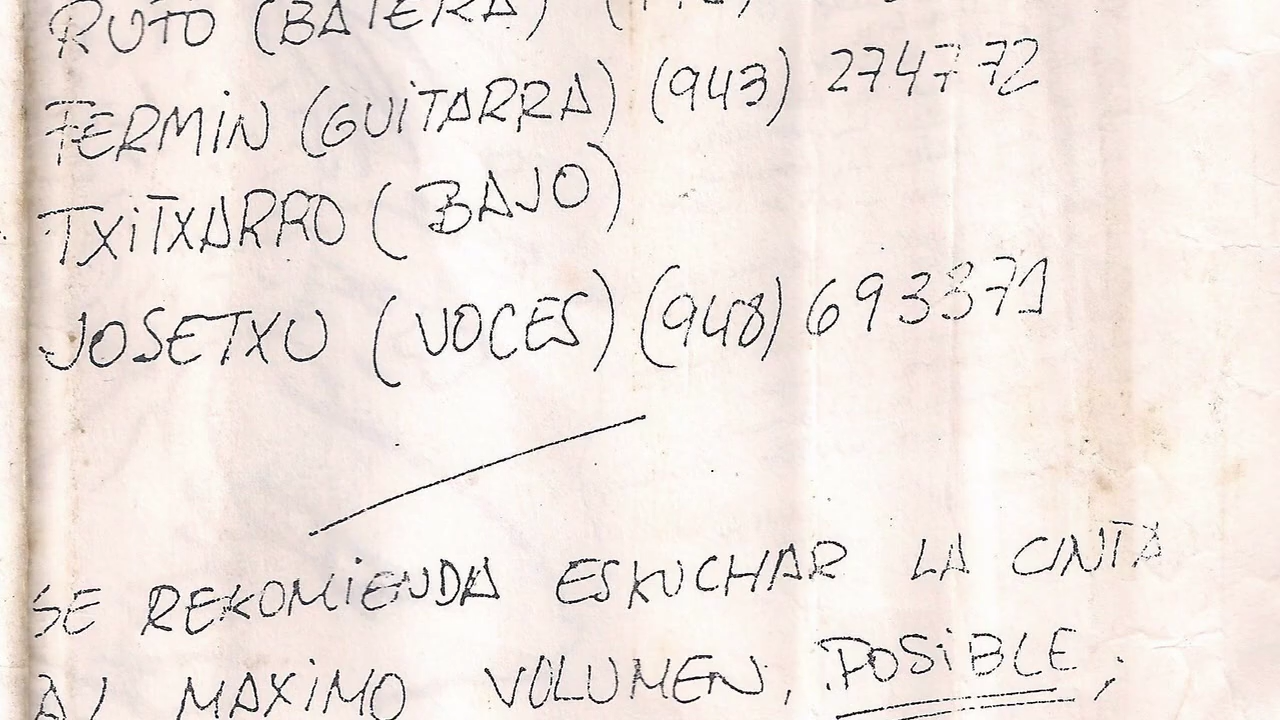 RUFO (BATERA)
FERMIN (GUITARRA) (943) 274772
TXITXARRO (BAJO)
JOSETXU (VOCES) (948) 693371
SE REKOMIENDA ESKUCHAR LA CINTA
AL MAXIMO VOLUMEN, POSIBLE,